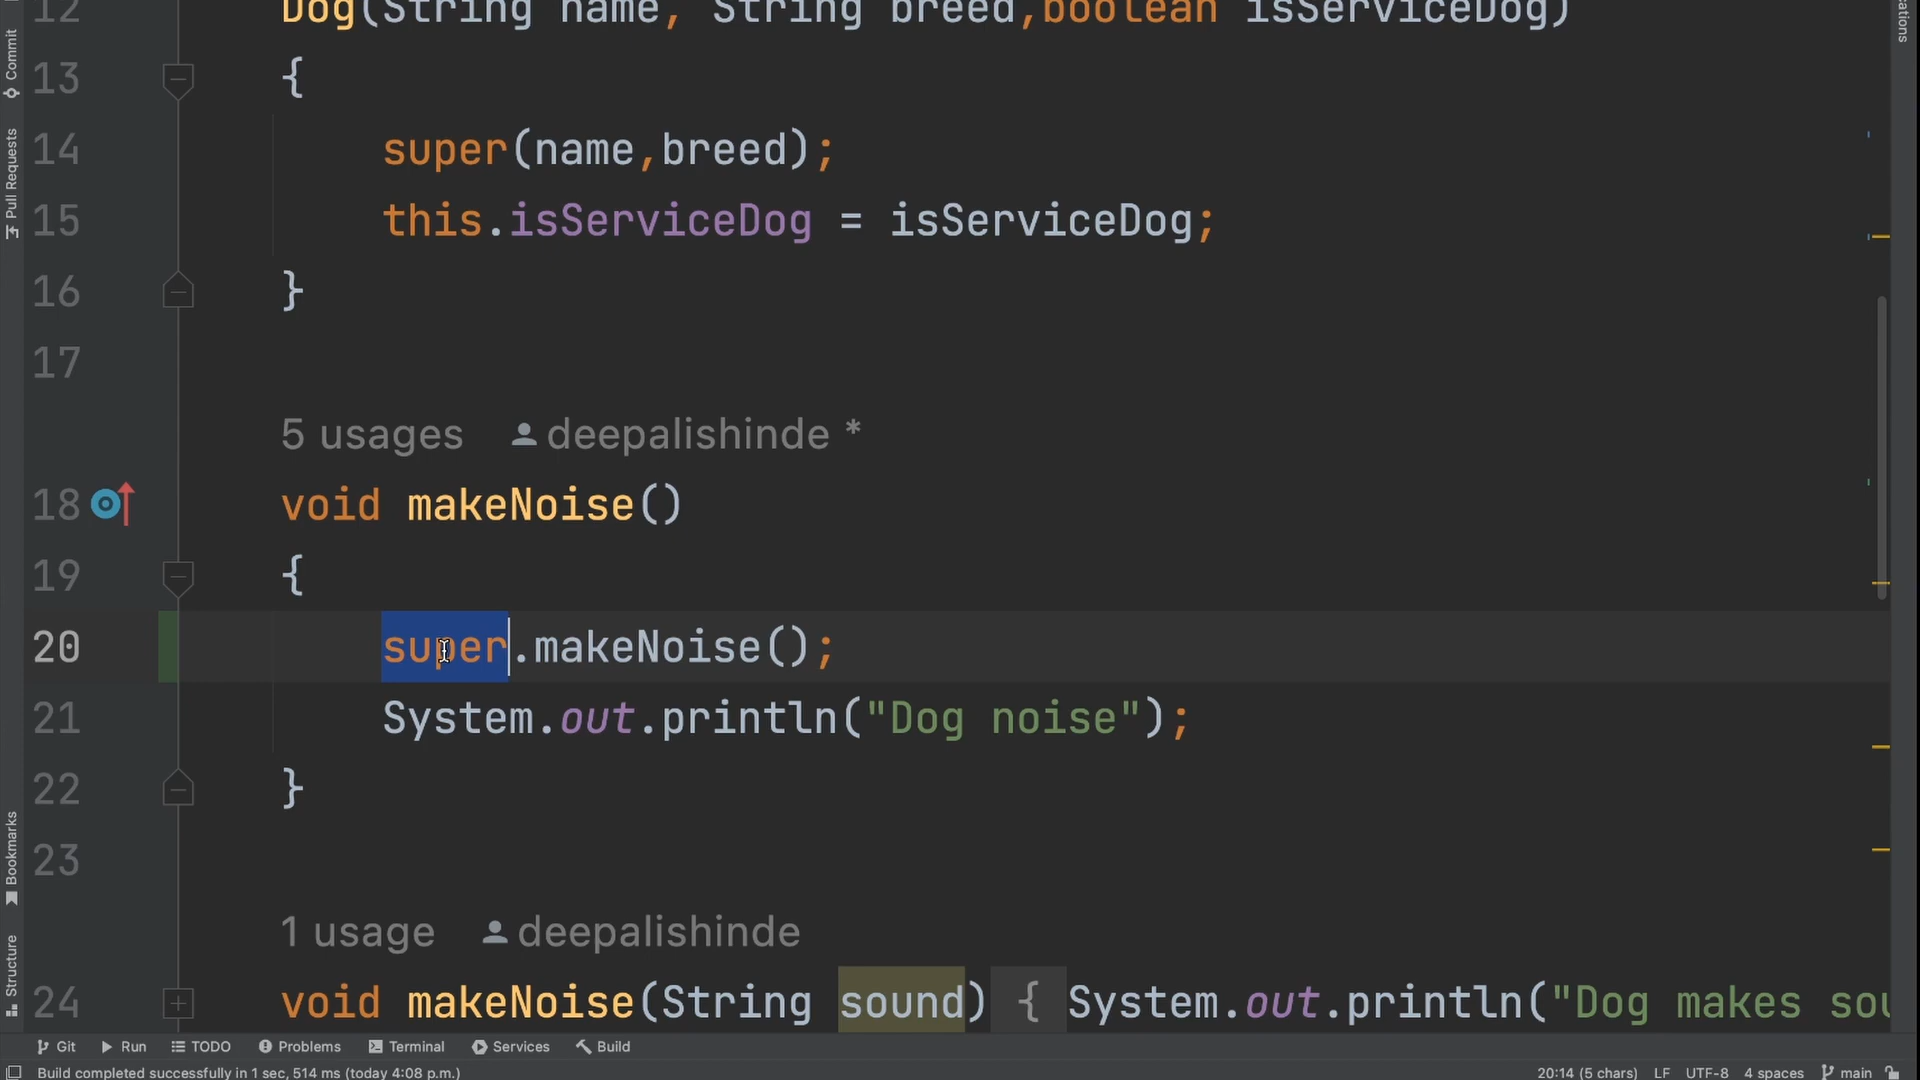 12 Dog(String name, String breed,boolean isServiceDog)
13 {
14 super(name,breed);
15 this.isServiceDog = isServiceDog;
16 }
17
5 usages deepalishinde *
18 void makeNoise()
19 {
20 super.makeNoise();
21 System.out.println("Dog noise");
22 }
23
1 usage deepalishinde
24 void makeNoise(String sound) { System.out.println("Dog makes sou
Commit
Pull Requests
Bookmarks
Structure
Git Run TODO Problems Terminal Services Build
Build completed successfully in 1 sec, 514 ms (today 4:08 p.m.) 20:14 (5 chars) LF UTF-8 4 spaces main